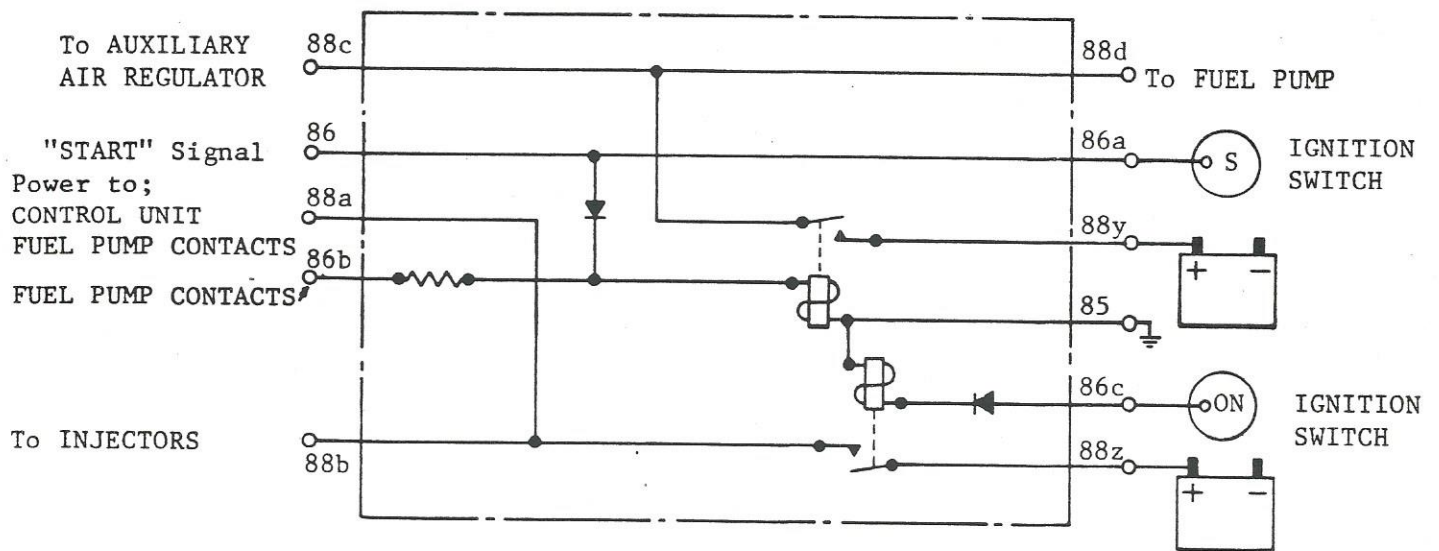 To AUXILIARY
AIR REGULATOR
88c
88d
To FUEL PUMP
"START" Signal
86
86a
S
IGNITION
SWITCH
Power to;
CONTROL UNIT
88a
FUEL PUMP CONTACTS
88y
+ −
86b
FUEL PUMP CONTACTS
85
86c
ON
IGNITION
SWITCH
To INJECTORS
88b
88z
+ −